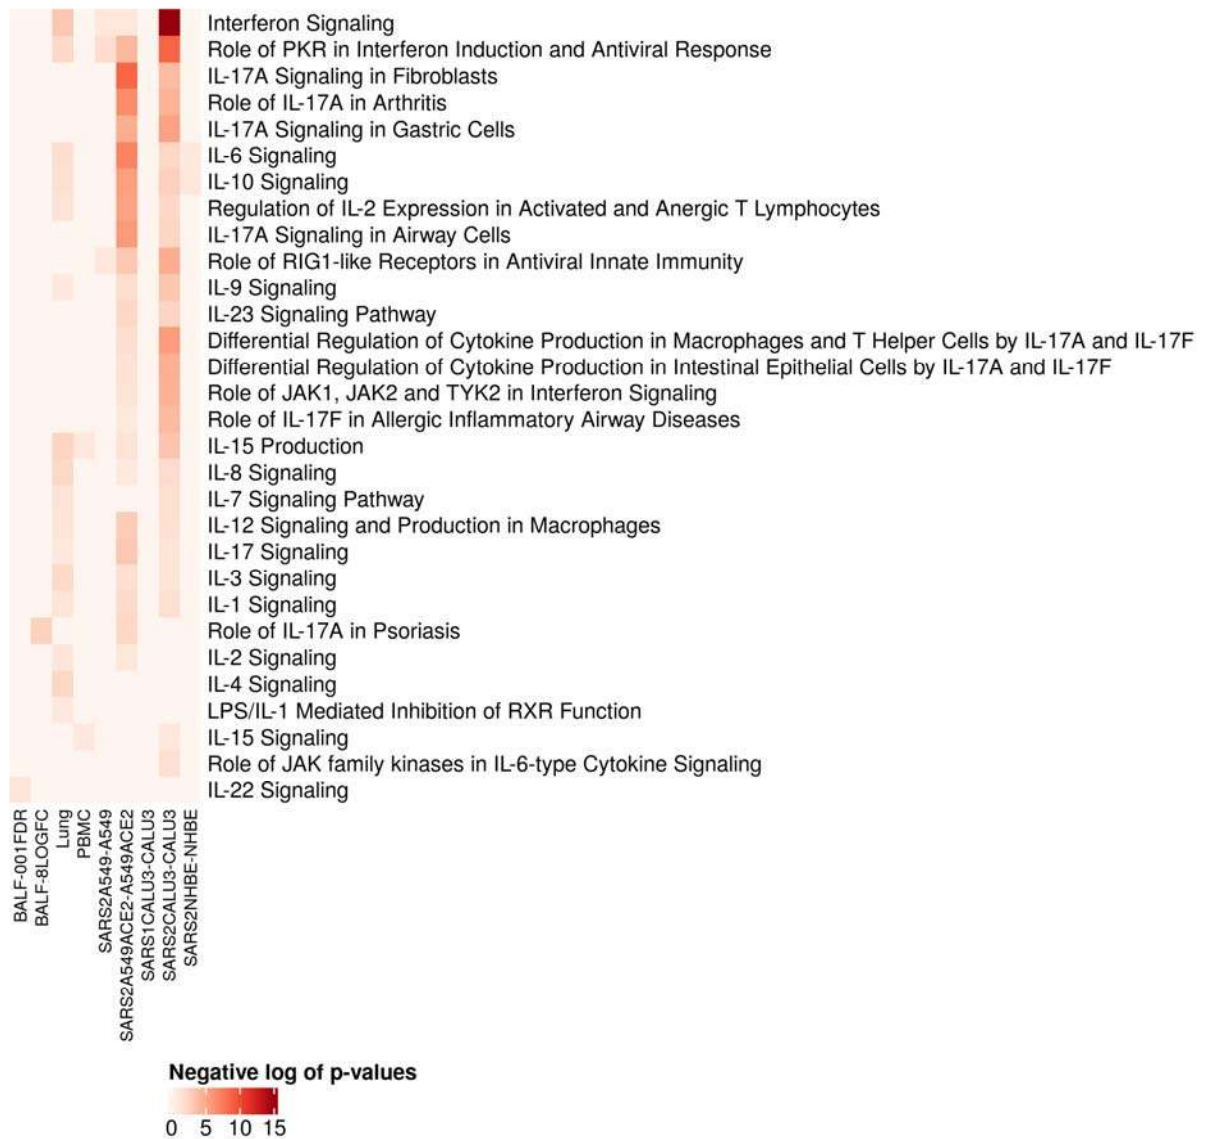 Interferon Signaling
Role of PKR in Interferon Induction and Antiviral Response
IL-17A Signaling in Fibroblasts
Role of IL-17A in Arthritis
IL-17A Signaling in Gastric Cells
IL-6 Signaling
IL-10 Signaling
Regulation of IL-2 Expression in Activated and Anergic T Lymphocytes
IL-17A Signaling in Airway Cells
Role of RIG1-like Receptors in Antiviral Innate Immunity
IL-9 Signaling
IL-23 Signaling Pathway
Differential Regulation of Cytokine Production in Macrophages and T Helper Cells by IL-17A and IL-17F
Differential Regulation of Cytokine Production in Intestinal Epithelial Cells by IL-17A and IL-17F
Role of JAK1, JAK2 and TYK2 in Interferon Signaling
Role of IL-17F in Allergic Inflammatory Airway Diseases
IL-15 Production
IL-8 Signaling
IL-7 Signaling Pathway
IL-12 Signaling and Production in Macrophages
IL-17 Signaling
IL-3 Signaling
IL-1 Signaling
Role of IL-17A in Psoriasis
IL-2 Signaling
IL-4 Signaling
LPS/IL-1 Mediated Inhibition of RXR Function
IL-15 Signaling
Role of JAK family kinases in IL-6-type Cytokine Signaling
IL-22 Signaling
BALF-001FDR
BALF-8LOGFC
Lung
PBMC
SARS2A549-A549
SARS2A549ACE2-A549ACE2
SARS1CALU3-CALU3
SARS2CALU3-CALU3
SARS2NHBE-NHBE
Negative log of p-values
0 5 10 15